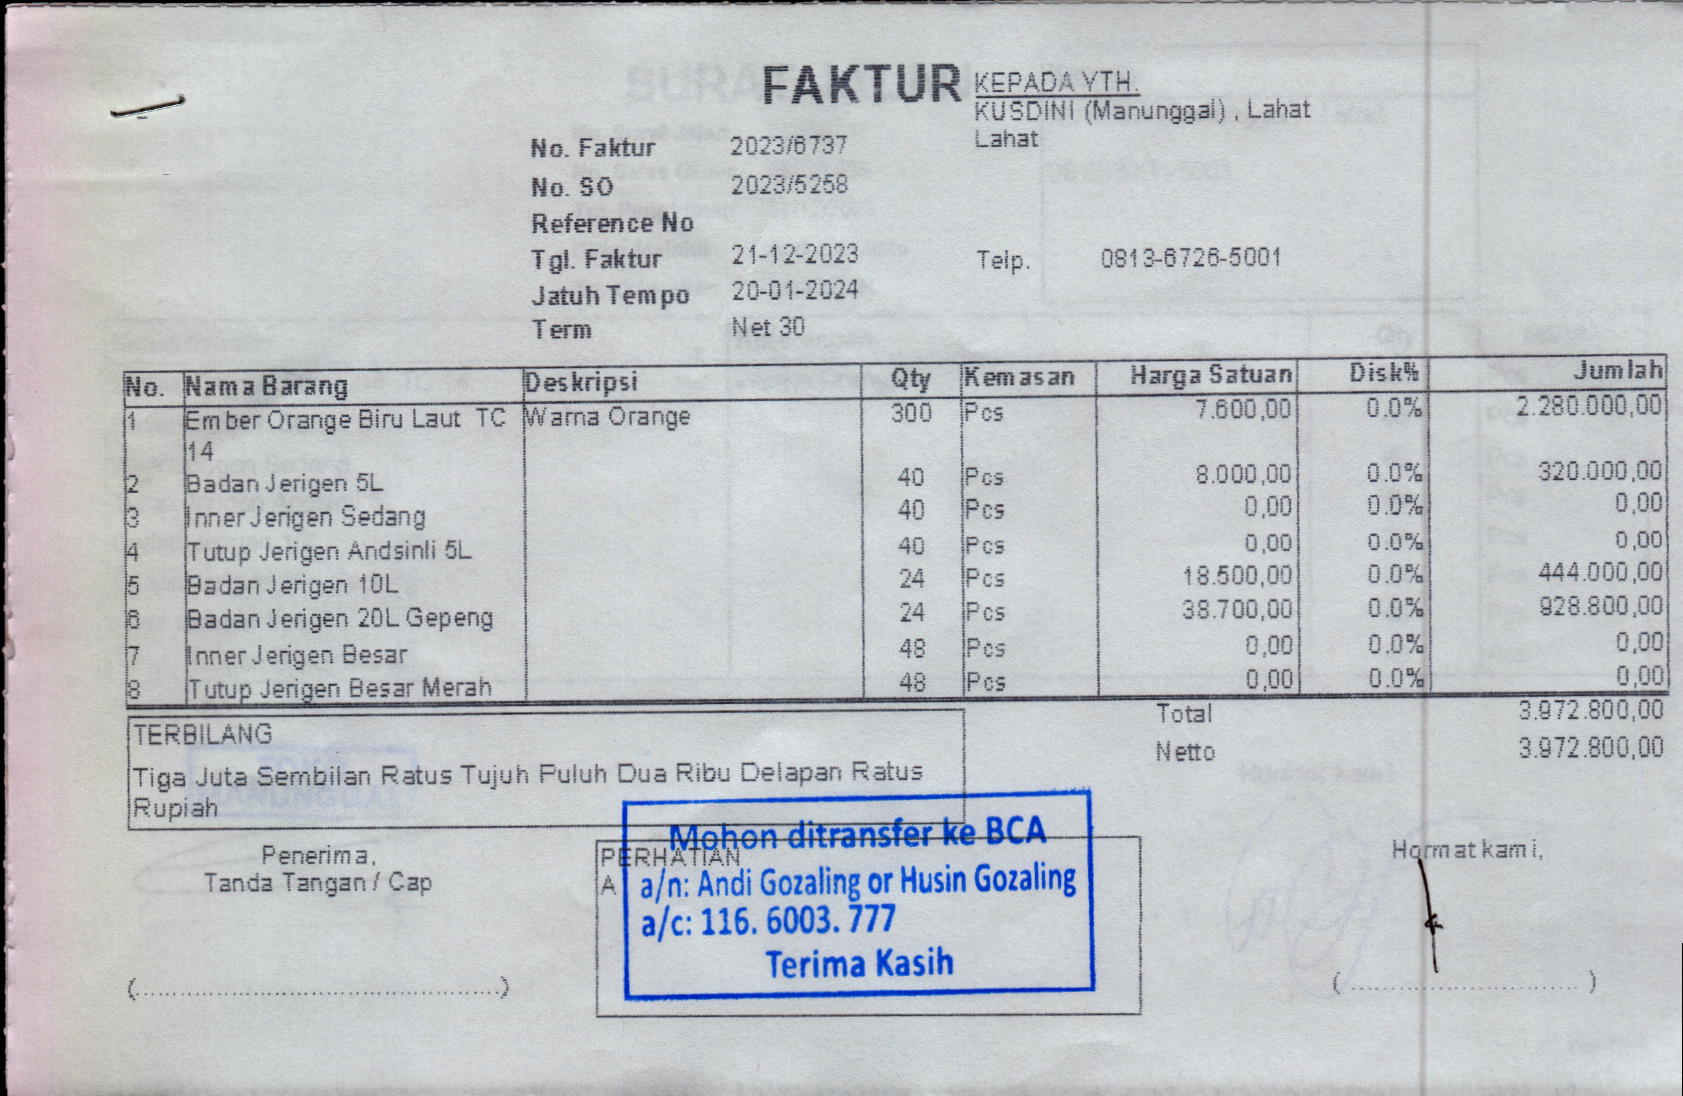 FAKTUR
KEPADA YTH.
KUSDINI (Manunggal) , Lahat
Lahat
No. Faktur 2023/6737
No. SO 2023/5258
Reference No
Tgl. Faktur 21-12-2023
Telp. 0813-6726-5001
Jatuh Tempo 20-01-2024
Term Net 30
No. Nama Barang Deskripsi Qty Kemasan Harga Satuan Disk% Jumlah
1 Ember Orange Biru Laut TC Warna Orange 300 Pcs 7.600,00 0.0% 2.280.000,00
14
2 Badan Jerigen 5L 40 Pcs 8.000,00 0.0% 320.000,00
3 Inner Jerigen Sedang 40 Pcs 0,00 0.0% 0,00
4 Tutup Jerigen Andsinli 5L 40 Pcs 0,00 0.0% 0,00
5 Badan Jerigen 10L 24 Pcs 18.500,00 0.0% 444.000,00
6 Badan Jerigen 20L Gepeng 24 Pcs 38.700,00 0.0% 928.800,00
7 Inner Jerigen Besar 48 Pcs 0,00 0.0% 0,00
8 Tutup Jerigen Besar Merah 48 Pcs 0,00 0.0% 0,00
Total 3.972.800,00
Netto 3.972.800,00
TERBILANG
Tiga Juta Sembilan Ratus Tujuh Puluh Dua Ribu Delapan Ratus
Rupiah
Penerima,
Tanda Tangan / Cap
(..................................................)
PERHATIAN
A
Mohon ditransfer ke BCA
a/n: Andi Gozaling or Husin Gozaling
a/c: 116. 6003. 777
Terima Kasih
Hormat kami,
( .............................. )